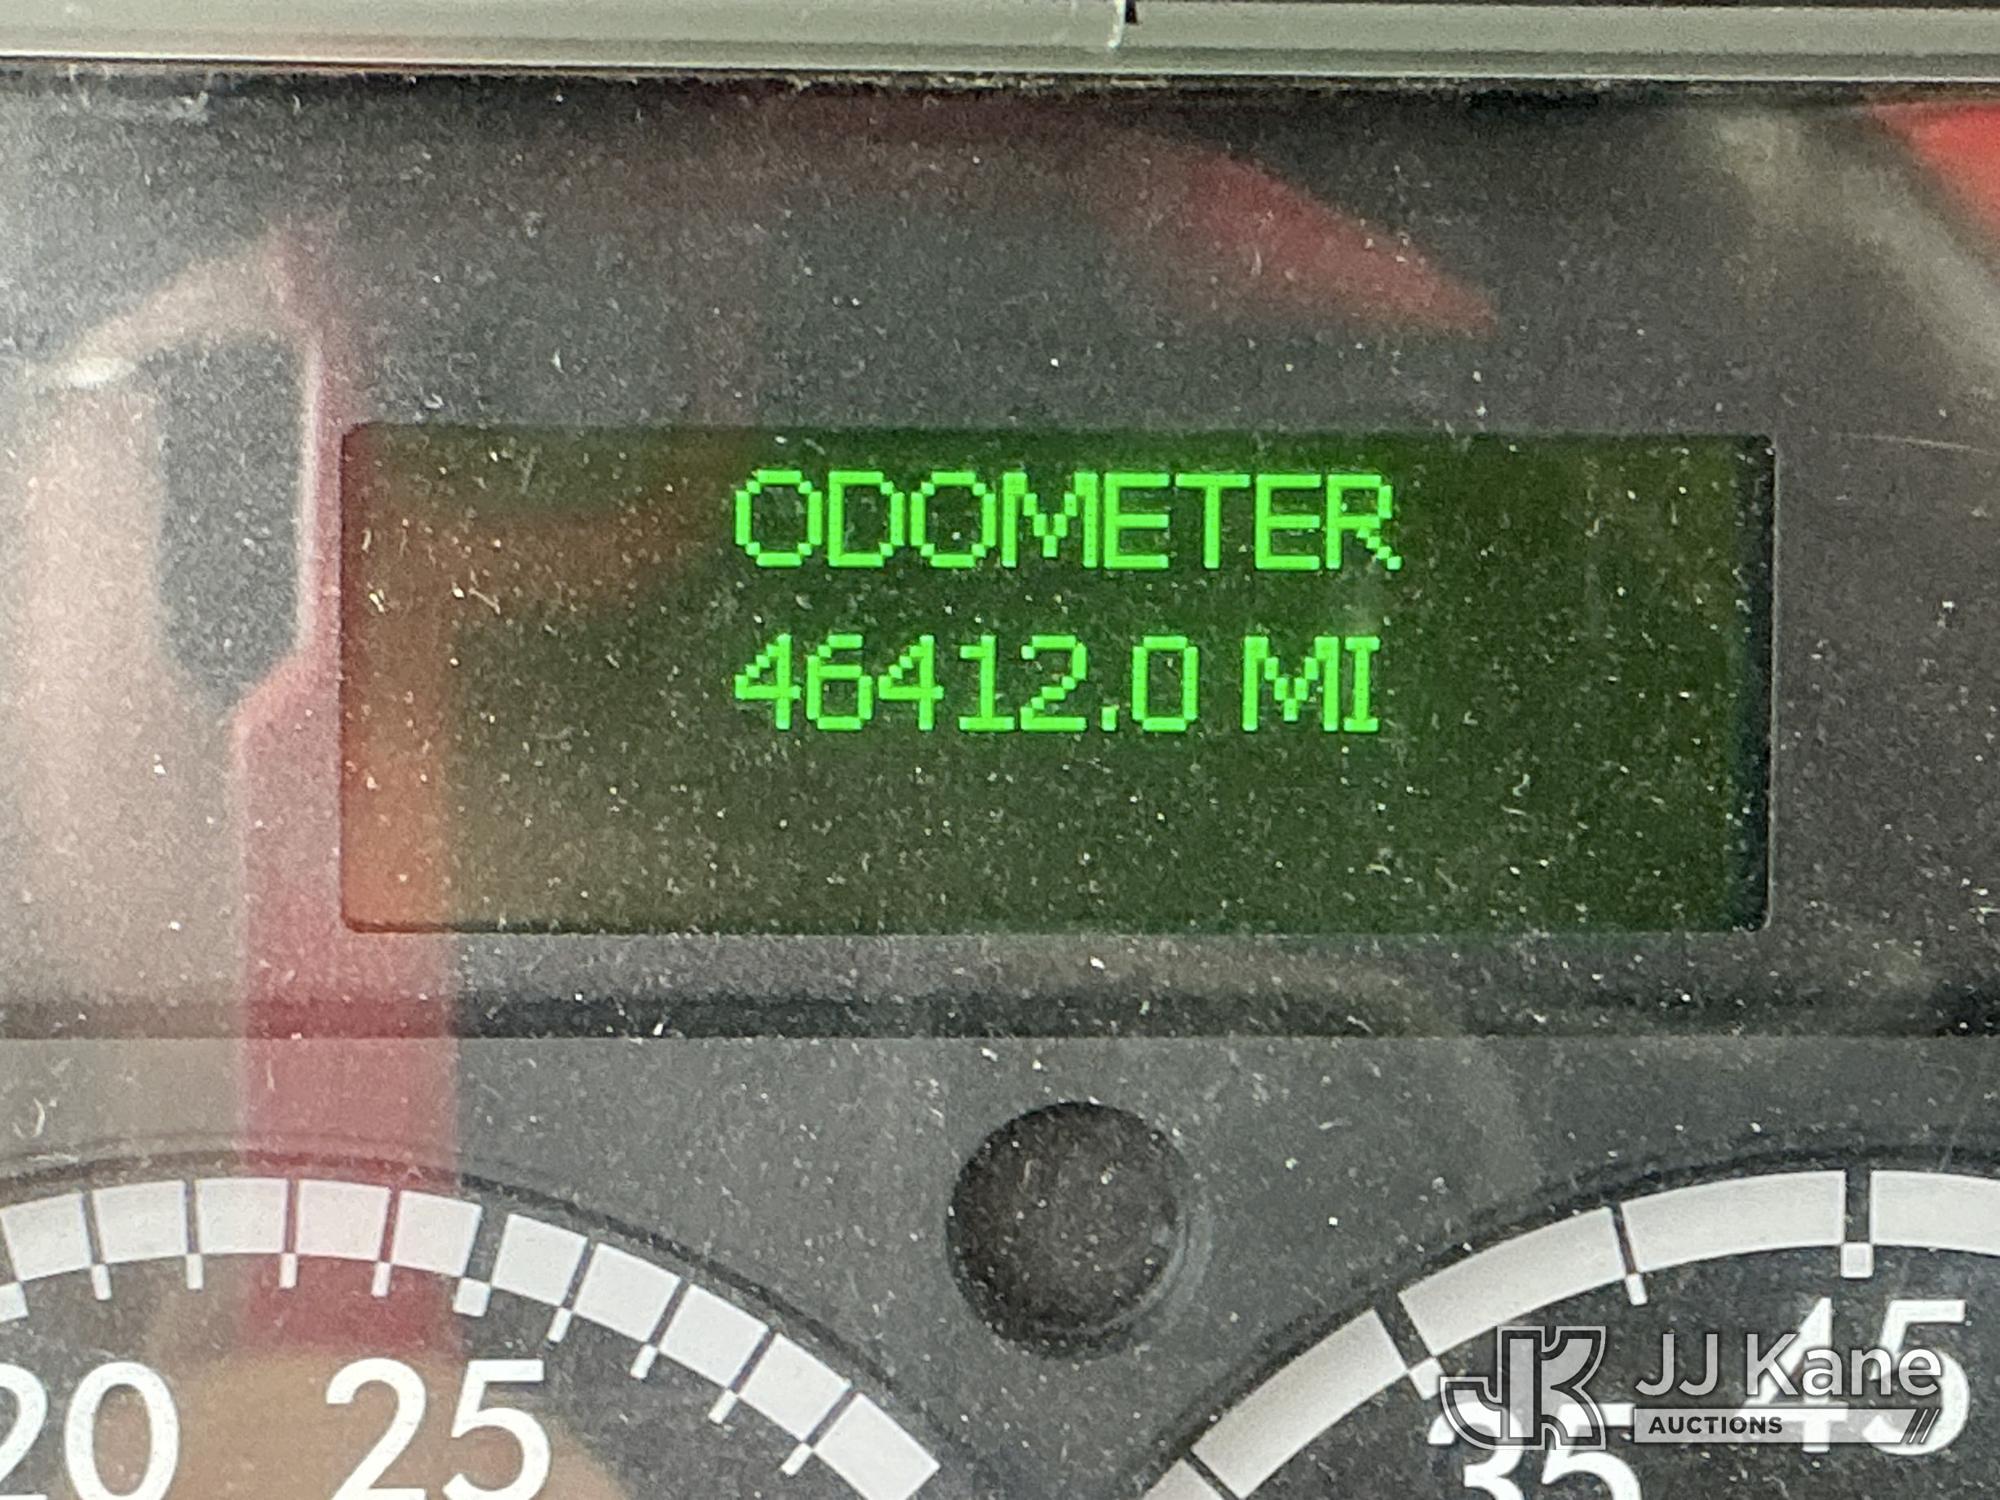 ODOMETER
46412.0 MI
20
25
35
45
JJ Kane
AUCTIONS